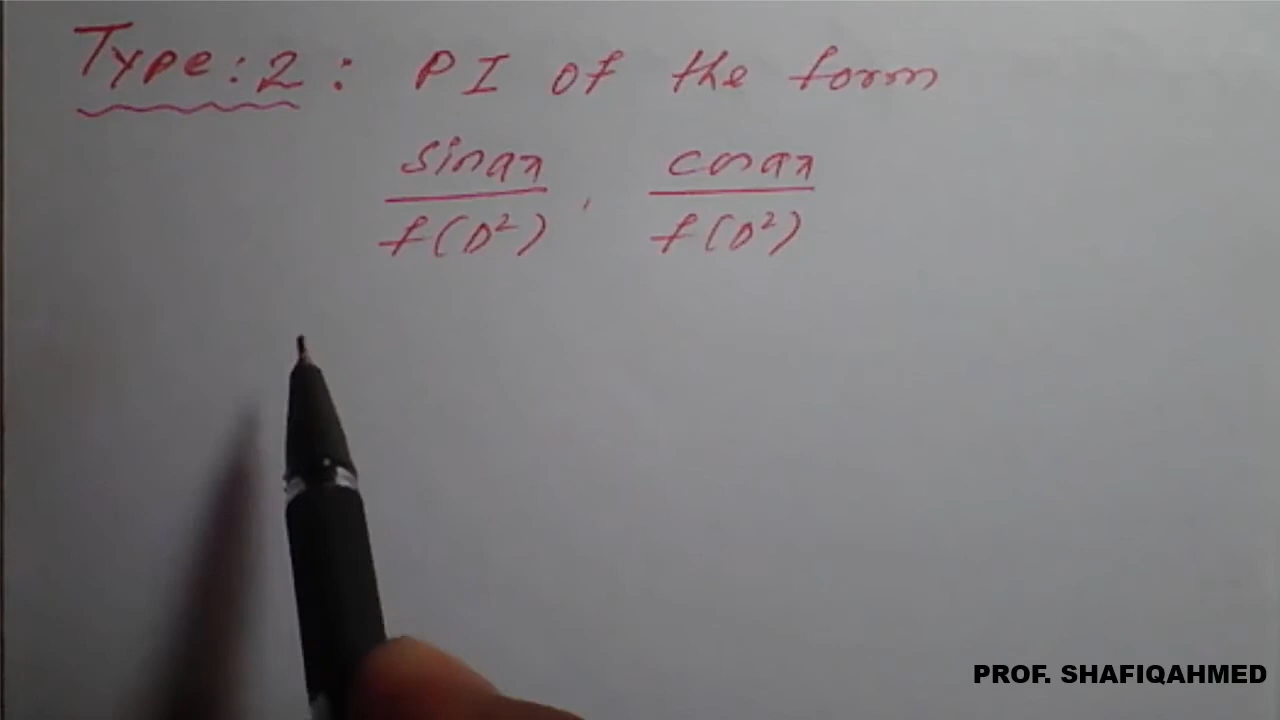 Type: 2 : PI of the form
sinax / f(D²) , cosax / f(D²)
PROF. SHAFIQAHMED